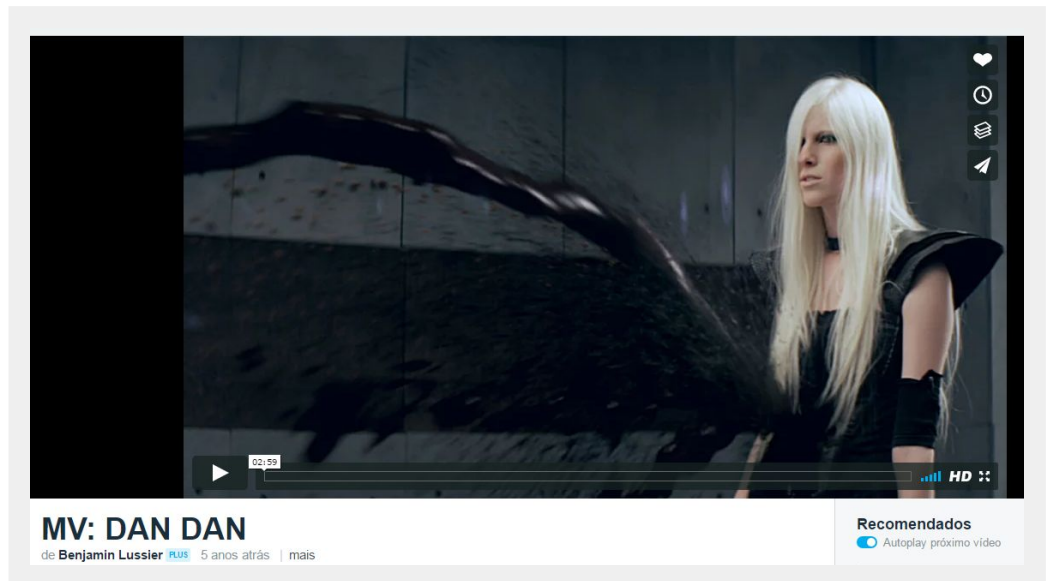 02:59
HD
MV: DAN DAN
de Benjamin Lussier PLUS 5 anos atrás | mais
Recomendados
Autoplay próximo vídeo